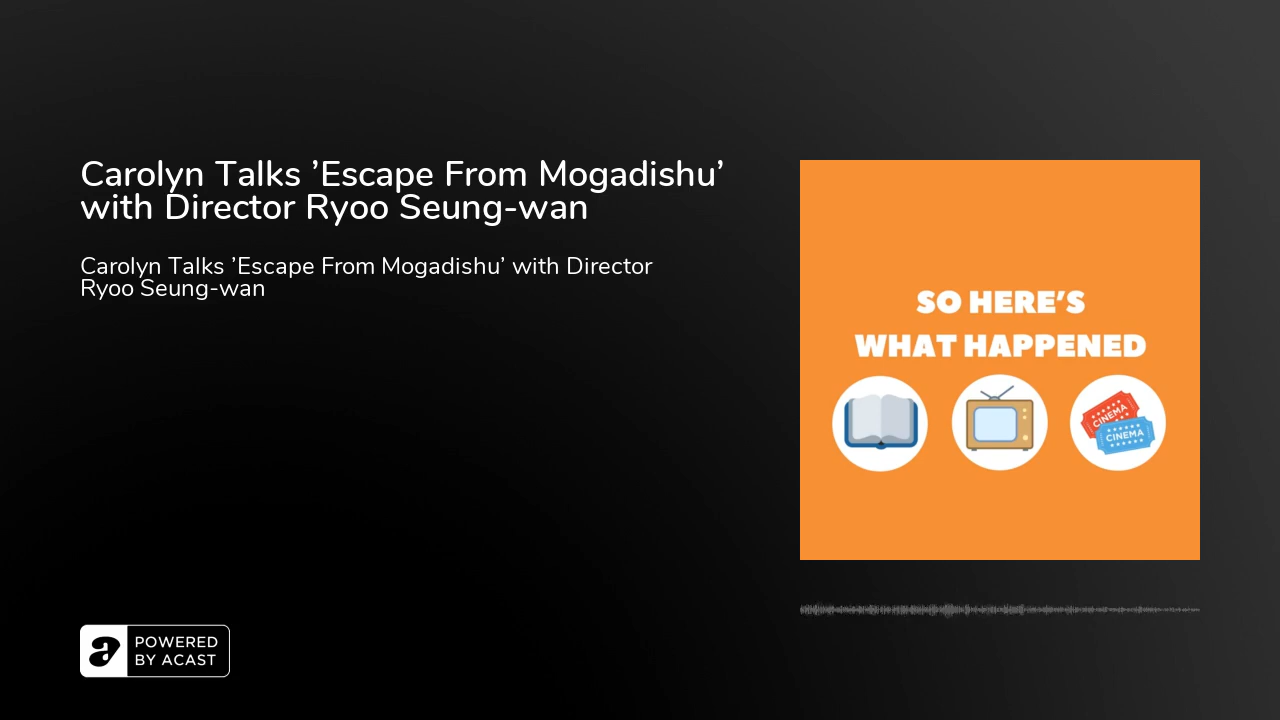 Carolyn Talks ’Escape From Mogadishu’
with Director Ryoo Seung-wan
Carolyn Talks ’Escape From Mogadishu’ with Director
Ryoo Seung-wan
SO HERE’S
WHAT HAPPENED
CINEMA
CINEMA
a POWERED
BY ACAST